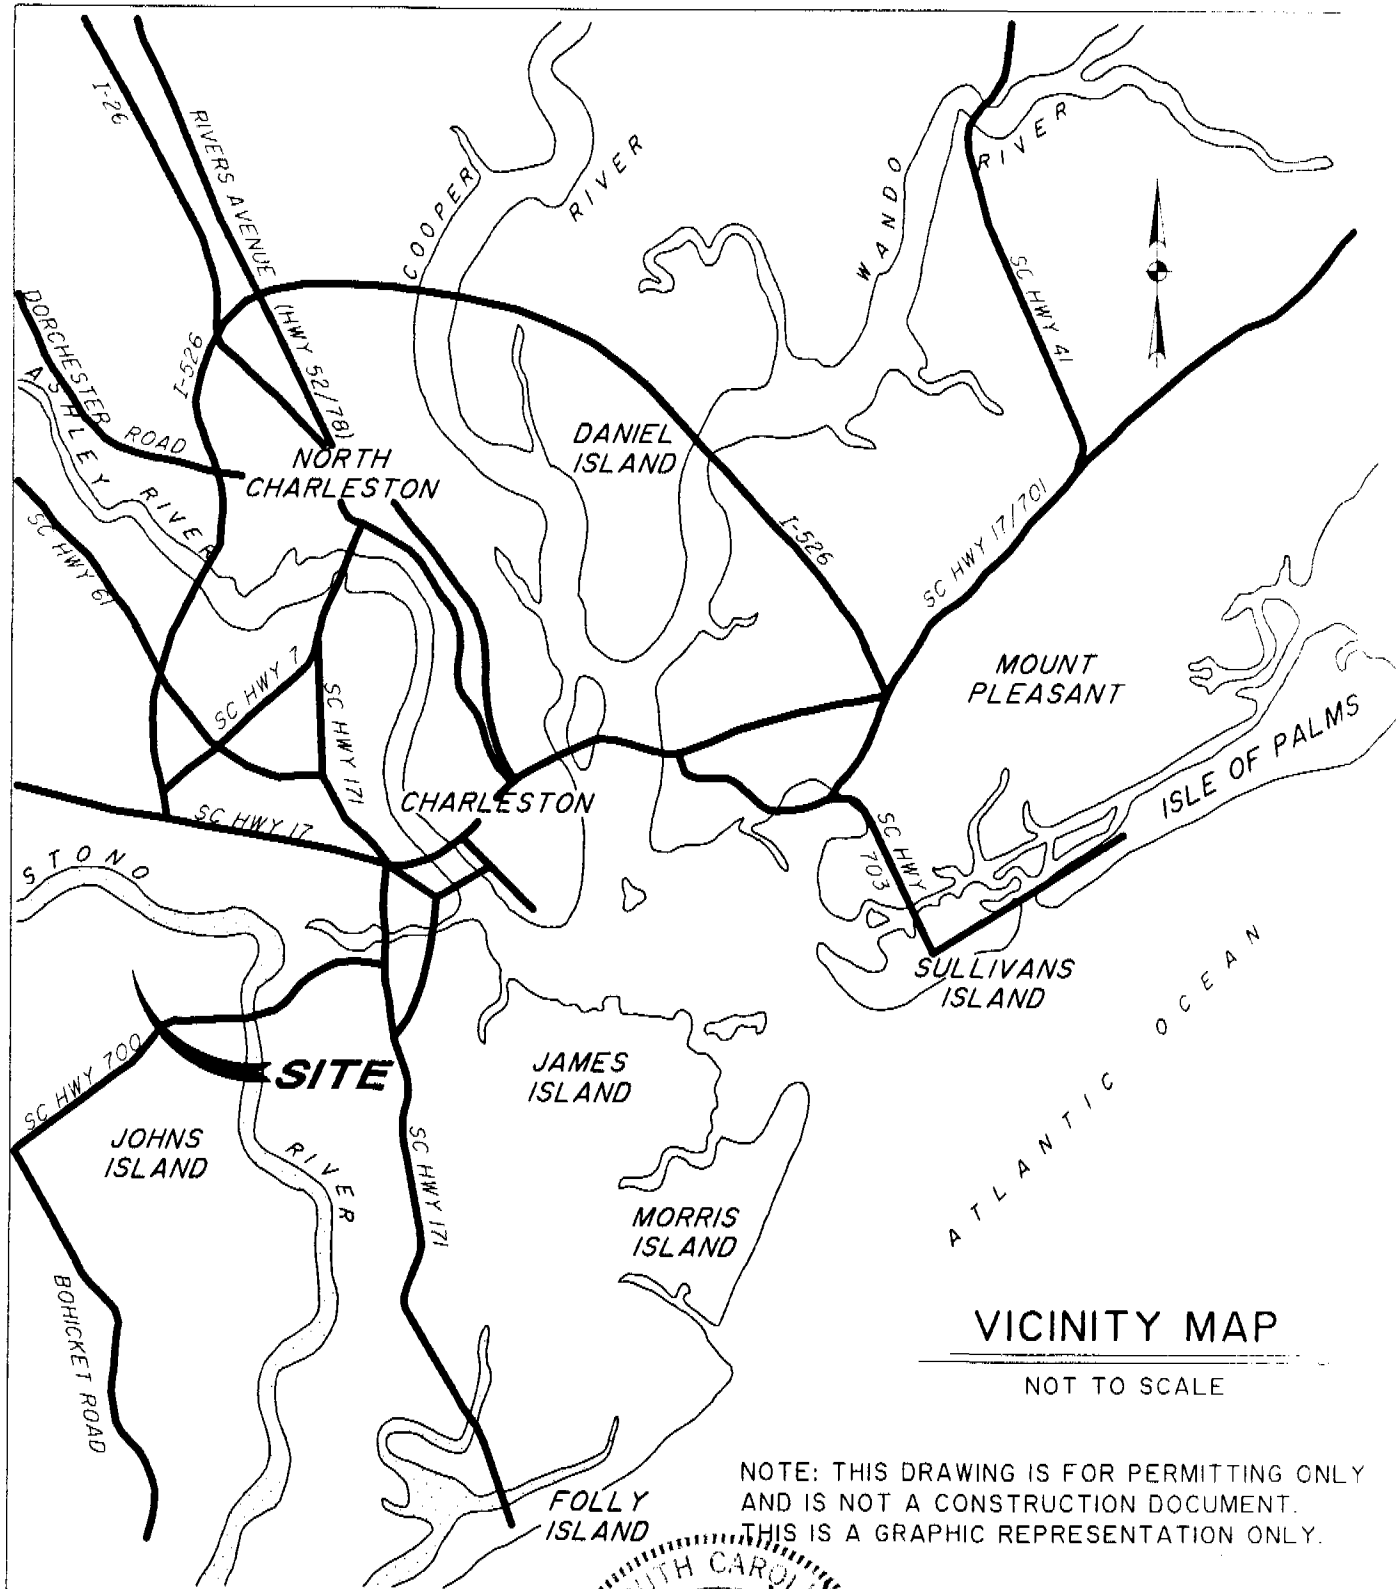 I-26
RIVERS AVENUE (HWY 52/78)
COOPER
RIVER
WANDO
RIVER
SC HWY 41
DORCHESTER
ROAD
I-526
ASHLEY RIVER
NORTH
CHARLESTON
DANIEL
ISLAND
SC HWY 61
I-526
SC HWY 17/701
SC HWY 7
SC HWY 171
MOUNT
PLEASANT
ISLE OF PALMS
CHARLESTON
SC HWY 17
SC HWY
703
STONO
SULLIVANS
ISLAND
ATLANTIC OCEAN
SC HWY 700
SITE
JAMES
ISLAND
JOHNS
ISLAND
RIVER
SC HWY 171
MORRIS
ISLAND
BOHICKET ROAD
VICINITY MAP
NOT TO SCALE
NOTE: THIS DRAWING IS FOR PERMITTING ONLY
AND IS NOT A CONSTRUCTION DOCUMENT.
THIS IS A GRAPHIC REPRESENTATION ONLY.
FOLLY
ISLAND